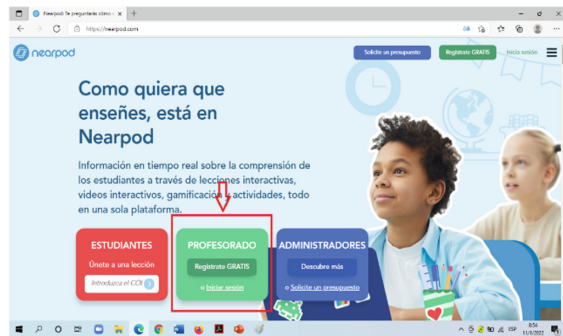 Nearpod: Te preguntarás cómo
https://nearpod.com
nearpod
Solicite un presupuesto
Regístrate GRATIS
Inicia sesión
Como quiera que
enseñes, está en
Nearpod
Información en tiempo real sobre la comprensión de
los estudiantes a través de lecciones interactivas,
videos interactivos, gamificación y actividades, todo
en una sola plataforma.
ESTUDIANTES
Únete a una lección
Introduzca el CÓD
PROFESORADO
Regístrate GRATIS
o Iniciar sesión
ADMINISTRADORES
Descubre más
o Solicite un presupuesto
ESP
8:54
11/1/2022